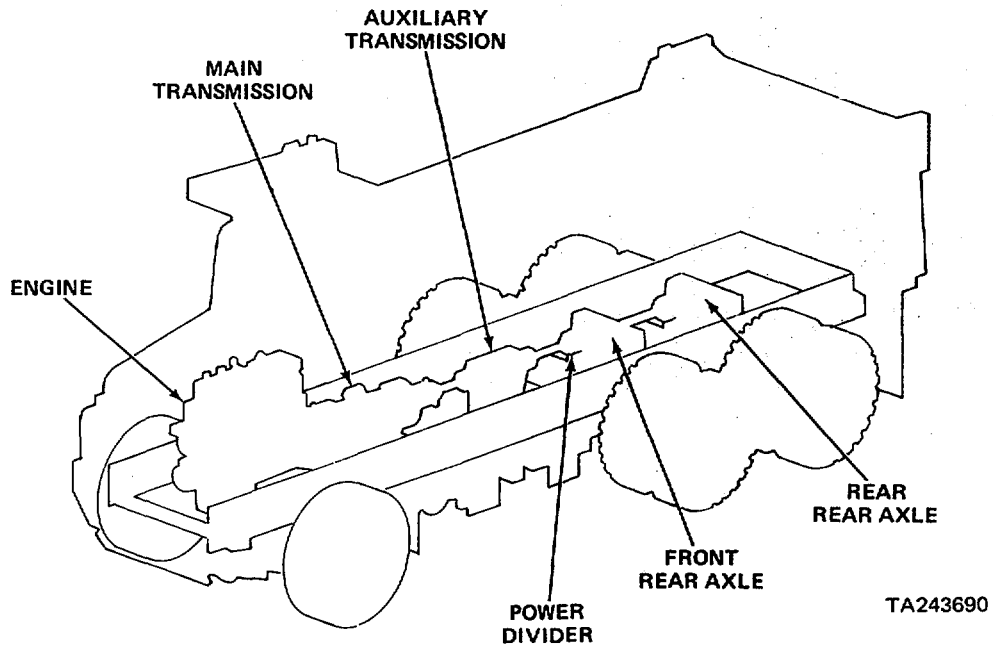 AUXILIARY
TRANSMISSION
MAIN
TRANSMISSION
ENGINE
REAR
REAR AXLE
FRONT
REAR AXLE
POWER
DIVIDER
TA243690